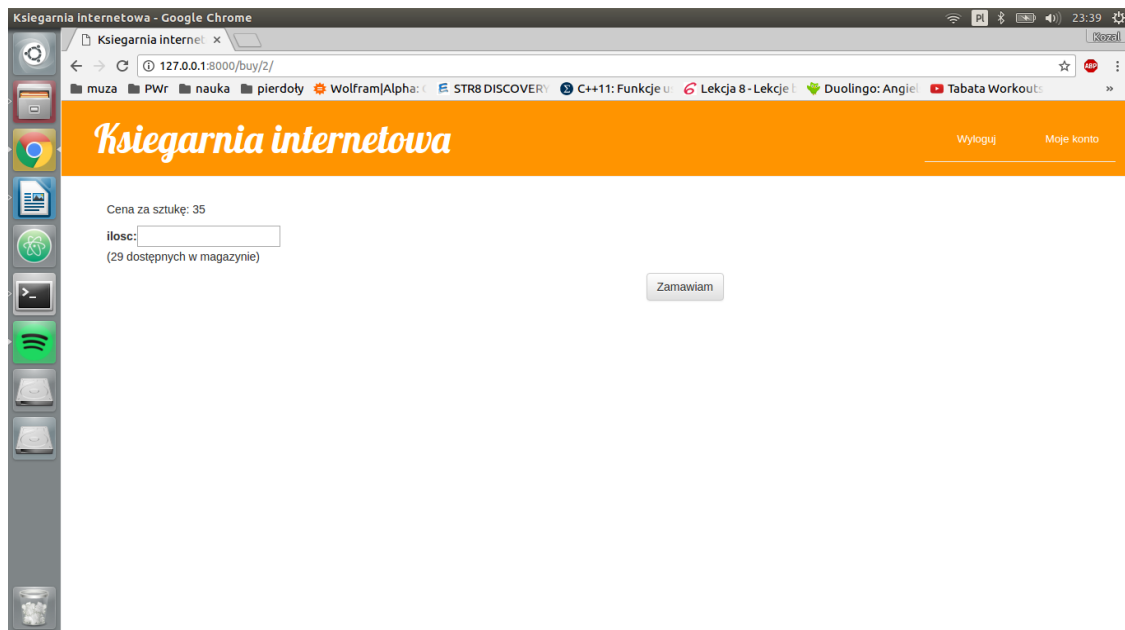 Ksiegarnia internetowa - Google Chrome
Pl
23:39
Ksiegarnia internet
Kozal
127.0.0.1:8000/buy/2/
ABP
muza
PWr
nauka
pierdoły
Wolfram|Alpha:
STR8 DISCOVERY
C++11: Funkcje u
Lekcja 8 - Lekcje
Duolingo: Angiel
Tabata Workouts
»
Ksiegarnia internetowa
Wyloguj
Moje konto
Cena za sztukę: 35
ilosc:
(29 dostępnych w magazynie)
Zamawiam